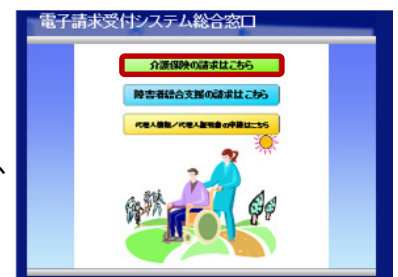 電子請求受付システム総合窓口
介護保険の請求はこちら
障害者総合支援の請求はこちら
代理人情報／代理人証明書の申請はこちら